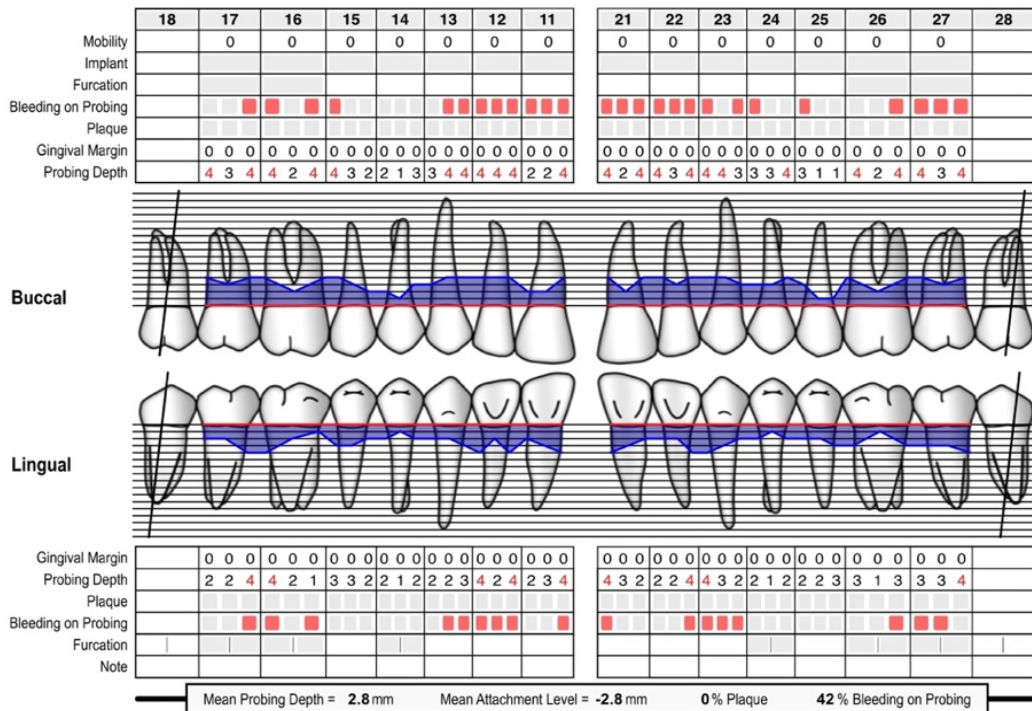 18 17 16 15 14 13 12 11 21 22 23 24 25 26 27 28
Mobility 0 0 0 0 0 0 0 0 0 0 0 0 0 0
Implant
Furcation
Bleeding on Probing
Plaque
Gingival Margin 0 0 0 0 0 0 0 0 0 0 0 0 0 0 0 0 0 0 0 0 0 0 0 0 0 0 0 0 0 0 0 0 0 0 0 0 0 0 0 0 0 0
Probing Depth 4 3 4 4 2 4 4 3 2 2 1 3 3 4 4 4 4 4 2 2 4 4 2 4 4 3 4 4 4 3 3 3 4 3 1 1 4 2 4 4 3 4
Buccal
Lingual
Gingival Margin 0 0 0 0 0 0 0 0 0 0 0 0 0 0 0 0 0 0 0 0 0 0 0 0 0 0 0 0 0 0 0 0 0 0 0 0 0 0 0 0 0 0
Probing Depth 2 2 4 4 2 1 3 3 2 2 1 2 2 2 3 4 2 4 2 3 4 4 3 2 2 2 4 4 3 2 2 1 2 2 2 3 3 1 3 3 3 4
Plaque
Bleeding on Probing
Furcation
Note
Mean Probing Depth = 2.8 mm Mean Attachment Level = -2.8 mm 0 % Plaque 42 % Bleeding on Probing